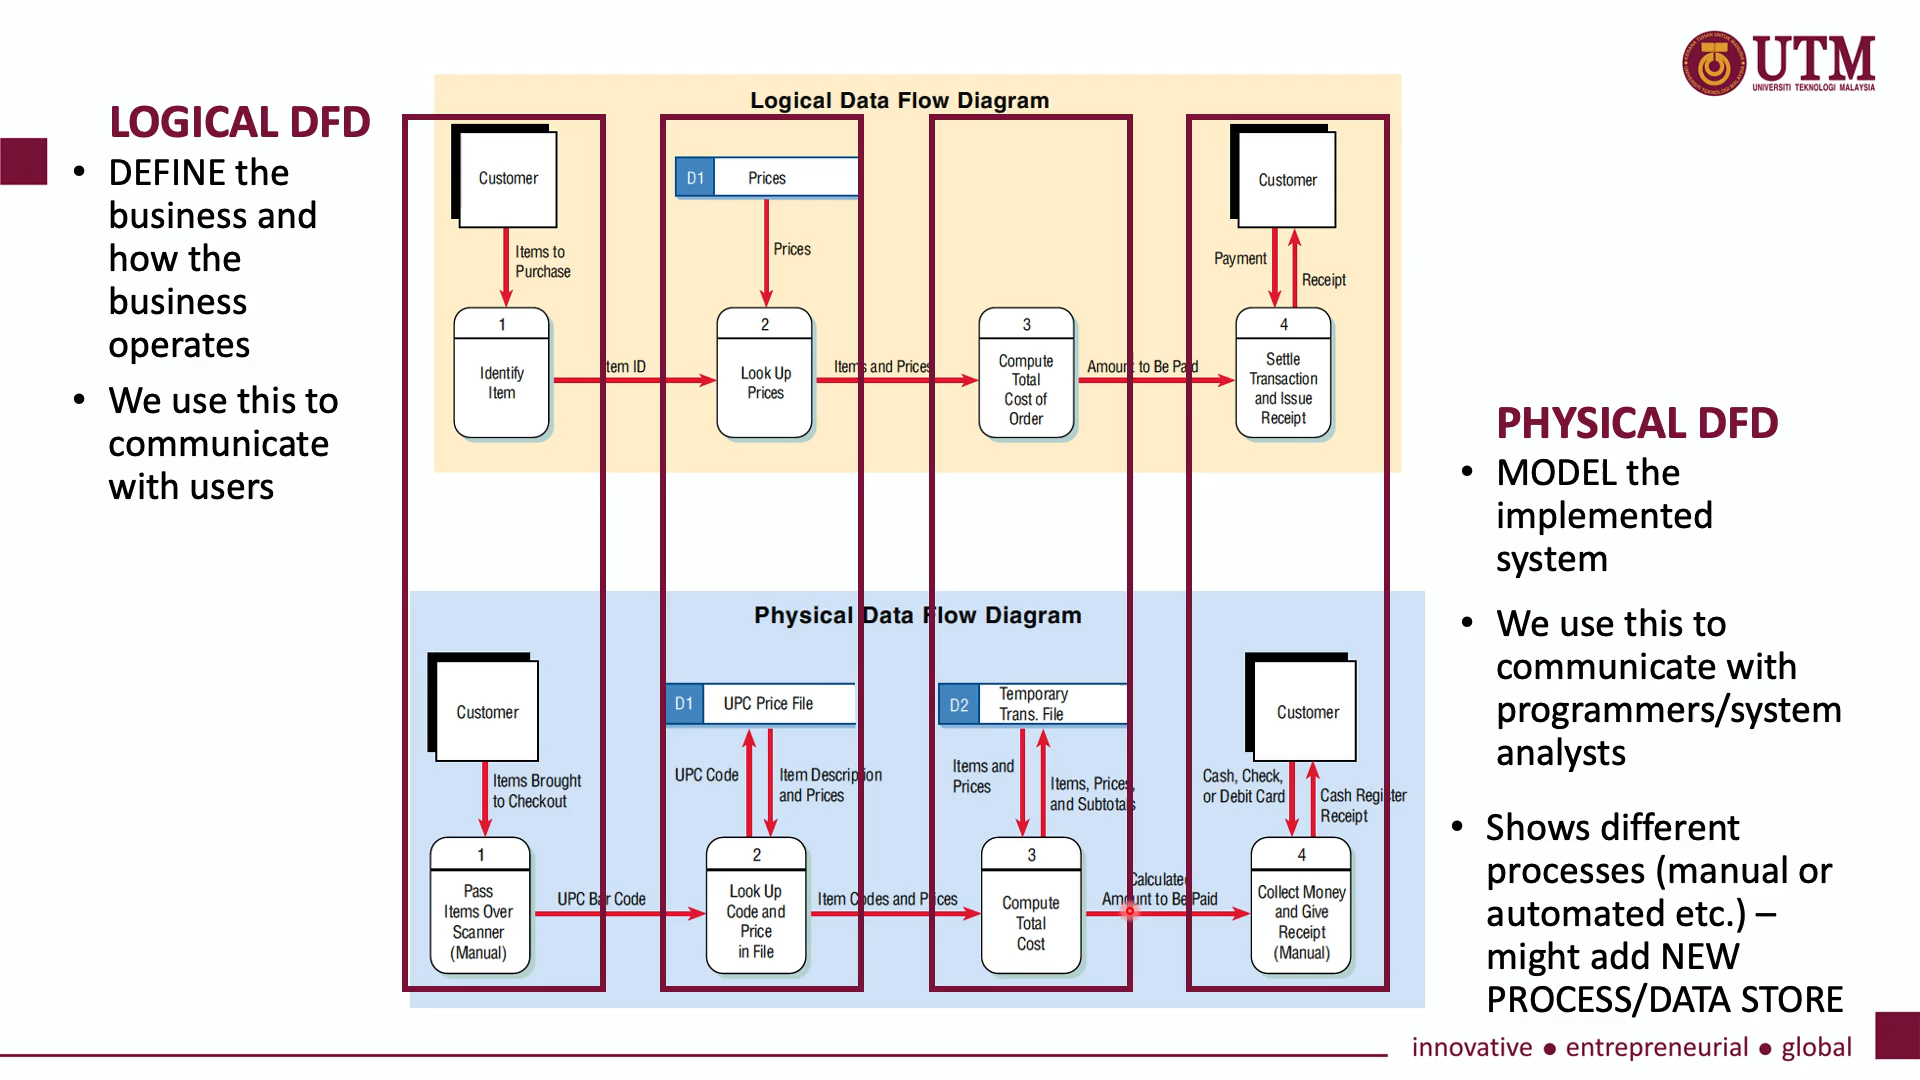 UTM
UNIVERSITI TEKNOLOGI MALAYSIA
LOGICAL DFD
• DEFINE the
business and
how the
business
operates
• We use this to
communicate
with users
Logical Data Flow Diagram
Customer
D1 Prices
Customer
Items to
Purchase
Prices
Payment
Receipt
1
Identify
Item
Item ID
2
Look Up
Prices
Items and Prices
3
Compute
Total
Cost of
Order
Amount to Be Paid
4
Settle
Transaction
and Issue
Receipt
Physical Data Flow Diagram
Customer
D1 UPC Price File
D2 Temporary
Trans. File
Customer
Items Brought
to Checkout
UPC Code
Item Description
and Prices
Items and
Prices
Items, Prices,
and Subtotals
Cash, Check,
or Debit Card
Cash Register
Receipt
1
Pass
Items Over
Scanner
(Manual)
UPC Bar Code
2
Look Up
Code and
Price
in File
Item Codes and Prices
3
Compute
Total
Cost
Calculated
Amount to Be Paid
4
Collect Money
and Give
Receipt
(Manual)
PHYSICAL DFD
• MODEL the
implemented
system
• We use this to
communicate with
programmers/system
analysts
• Shows different
processes (manual or
automated etc.) –
might add NEW
PROCESS/DATA STORE
innovative ● entrepreneurial ● global